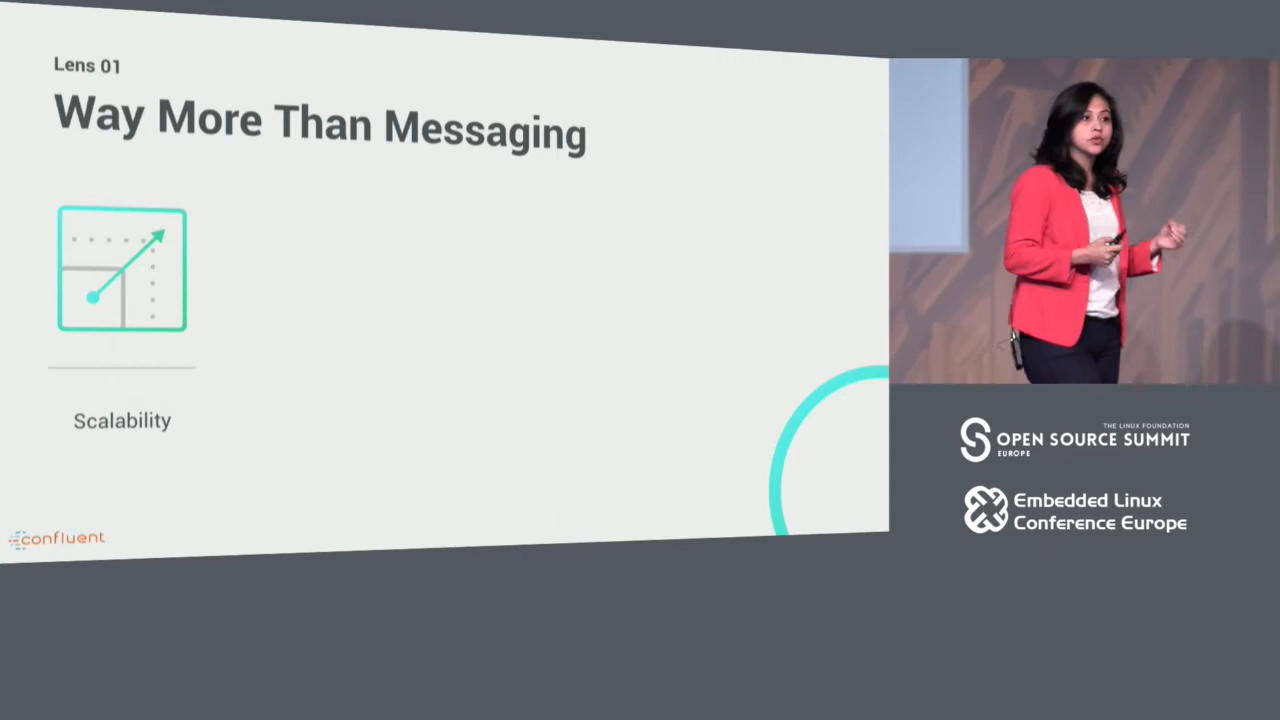 Lens 01
Way More Than Messaging
Scalability
confluent
THE LINUX FOUNDATION
OPEN SOURCE SUMMIT
EUROPE
Embedded Linux
Conference Europe